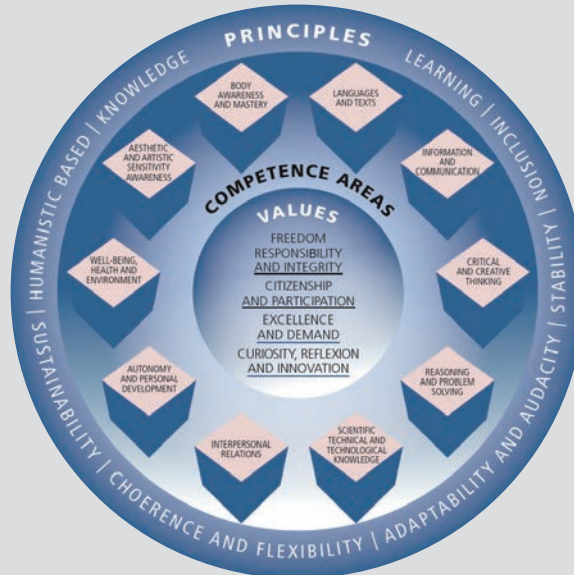 PRINCIPLES
LEARNING | INCLUSION | STABILITY | ADAPTABILITY AND AUDACITY | CHOERENCE AND FLEXIBILITY | SUSTAINABILITY | HUMANISTIC BASED | KNOWLEDGE
COMPETENCE AREAS
LANGUAGES
AND TEXTS
INFORMATION
AND
COMMUNICATION
CRITICAL
AND CREATIVE
THINKING
REASONING
AND PROBLEM
SOLVING
SCIENTIFIC
TECHNICAL AND
TECHNOLOGICAL
KNOWLEDGE
INTERPERSONAL
RELATIONS
AUTONOMY
AND PERSONAL
DEVELOPMENT
WELL-BEING,
HEALTH AND
ENVIRONMENT
AESTHETIC
AND ARTISTIC
SENSITIVITY
AWARENESS
BODY
AWARENESS
AND MASTERY
VALUES
FREEDOM
RESPONSIBILITY
AND INTEGRITY
CITIZENSHIP
AND PARTICIPATION
EXCELLENCE
AND DEMAND
CURIOSITY, REFLEXION
AND INNOVATION